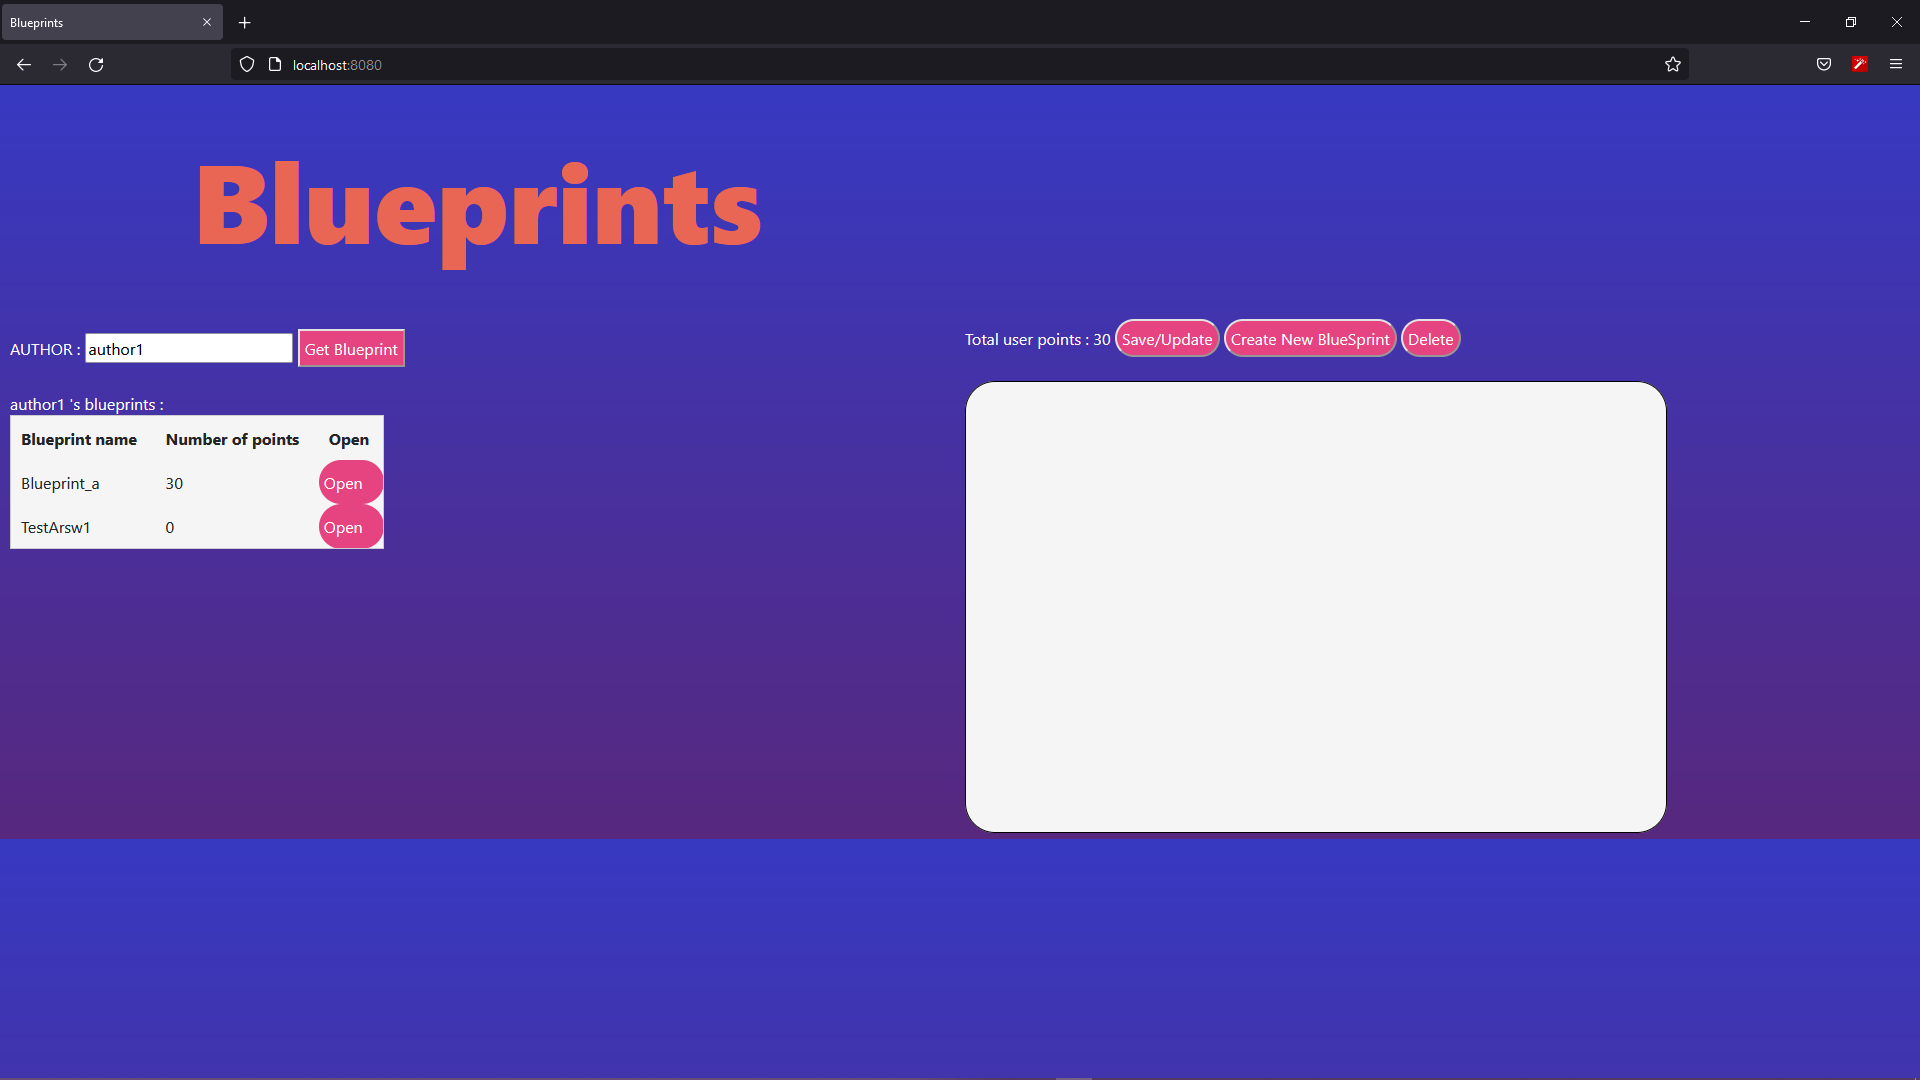 Blueprints
localhost:8080
Blueprints
AUTHOR : author1 Get Blueprint
Total user points : 30 Save/Update Create New BlueSprint Delete
author1 's blueprints :
Blueprint name Number of points Open
Blueprint_a 30 Open
TestArsw1 0 Open